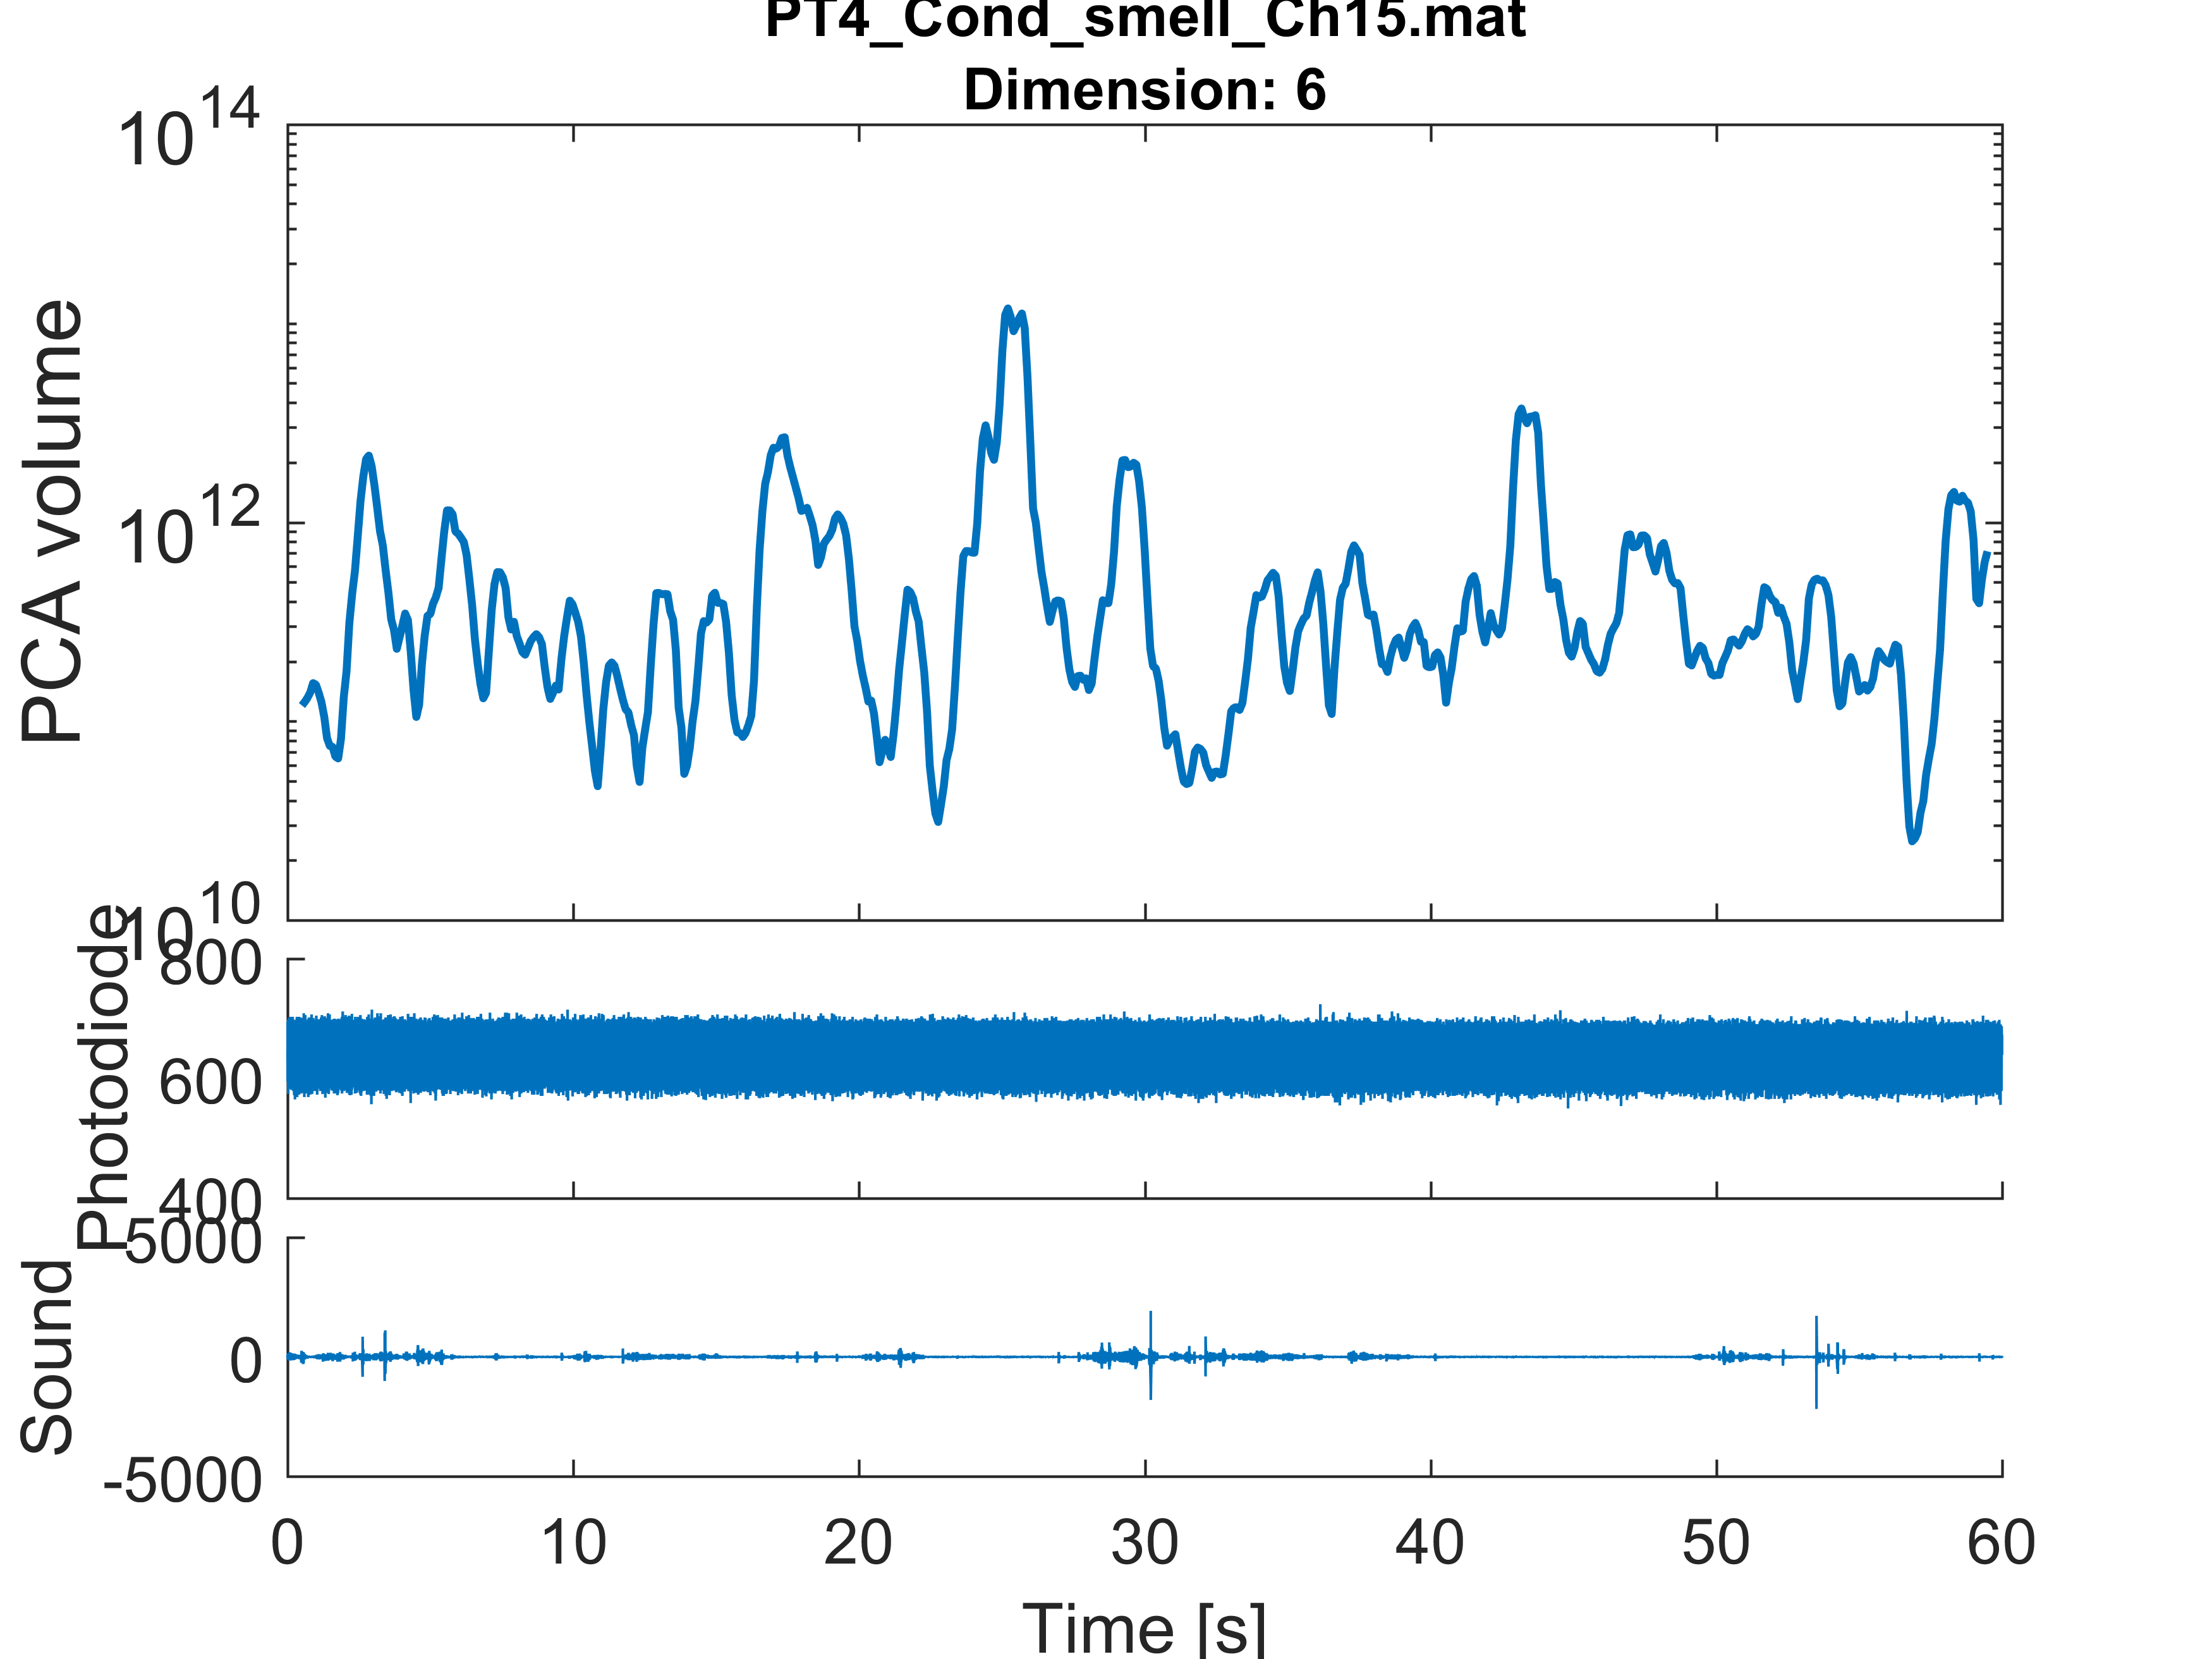 PT4_Cond_smell_Ch15.mat
Dimension: 6
10^14
10^12
10^10
PCA volume
800
600
400
Photodiode
5000
0
-5000
Sound
0 10 20 30 40 50 60
Time [s]